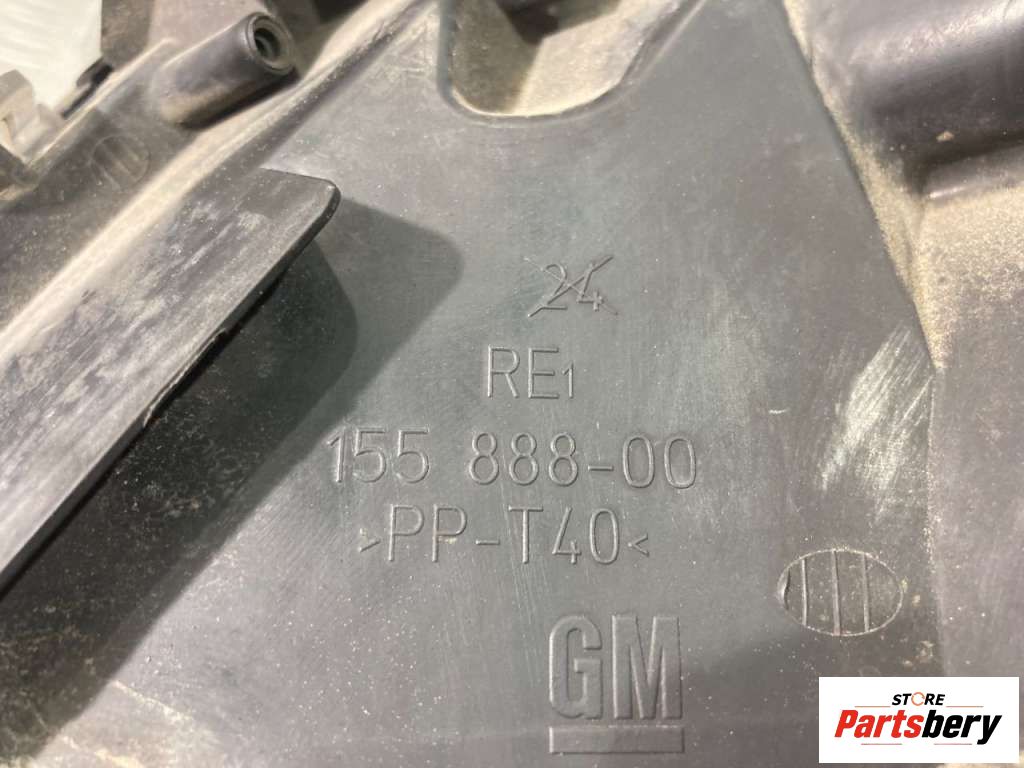 24
RE1
155 888-00
>PP-T40<
GM
STORE
Partsbery